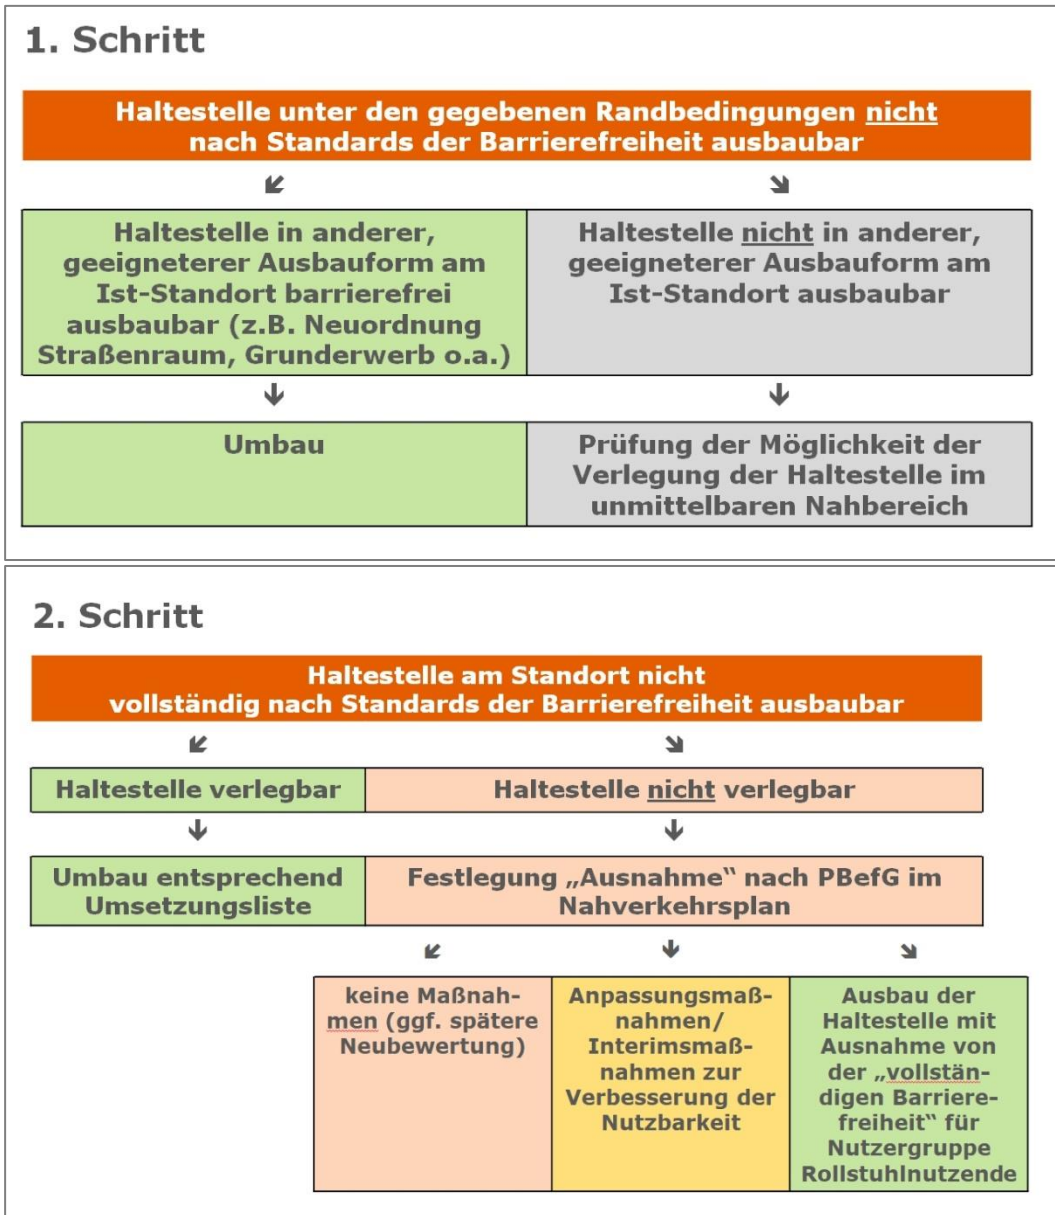 1. Schritt
Haltestelle unter den gegebenen Randbedingungen nicht
nach Standards der Barrierefreiheit ausbaubar
Haltestelle in anderer,
geeigneterer Ausbauform am
Ist-Standort barrierefrei
ausbaubar (z.B. Neuordnung
Straßenraum, Grunderwerb o.a.)
Haltestelle nicht in anderer,
geeigneterer Ausbauform am
Ist-Standort ausbaubar
Umbau
Prüfung der Möglichkeit der
Verlegung der Haltestelle im
unmittelbaren Nahbereich
2. Schritt
Haltestelle am Standort nicht
vollständig nach Standards der Barrierefreiheit ausbaubar
Haltestelle verlegbar
Haltestelle nicht verlegbar
Umbau entsprechend
Umsetzungsliste
Festlegung „Ausnahme“ nach PBefG im
Nahverkehrsplan
keine Maßnah-
men (ggf. spätere
Neubewertung)
Anpassungsmaß-
nahmen/
Interimsmaß-
nahmen zur
Verbesserung der
Nutzbarkeit
Ausbau der
Haltestelle mit
Ausnahme von
der „vollstän-
digen Barriere-
freiheit“ für
Nutzergruppe
Rollstuhlnutzende